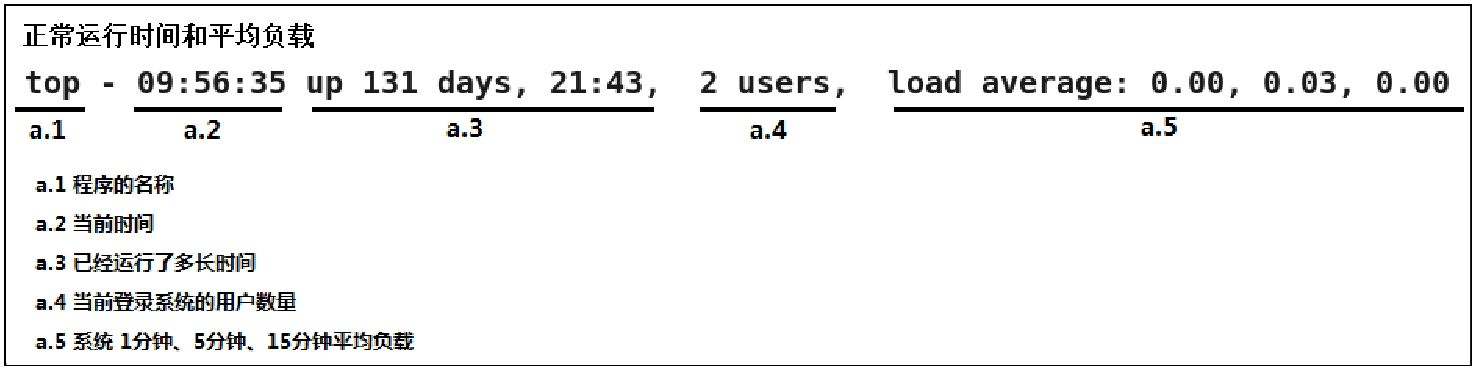 正常运行时间和平均负载
top - 09:56:35 up 131 days, 21:43,  2 users,  load average: 0.00, 0.03, 0.00
a.1 a.2 a.3 a.4 a.5
a.1 程序的名称
a.2 当前时间
a.3 已经运行了多长时间
a.4 当前登录系统的用户数量
a.5 系统 1分钟、5分钟、15分钟平均负载